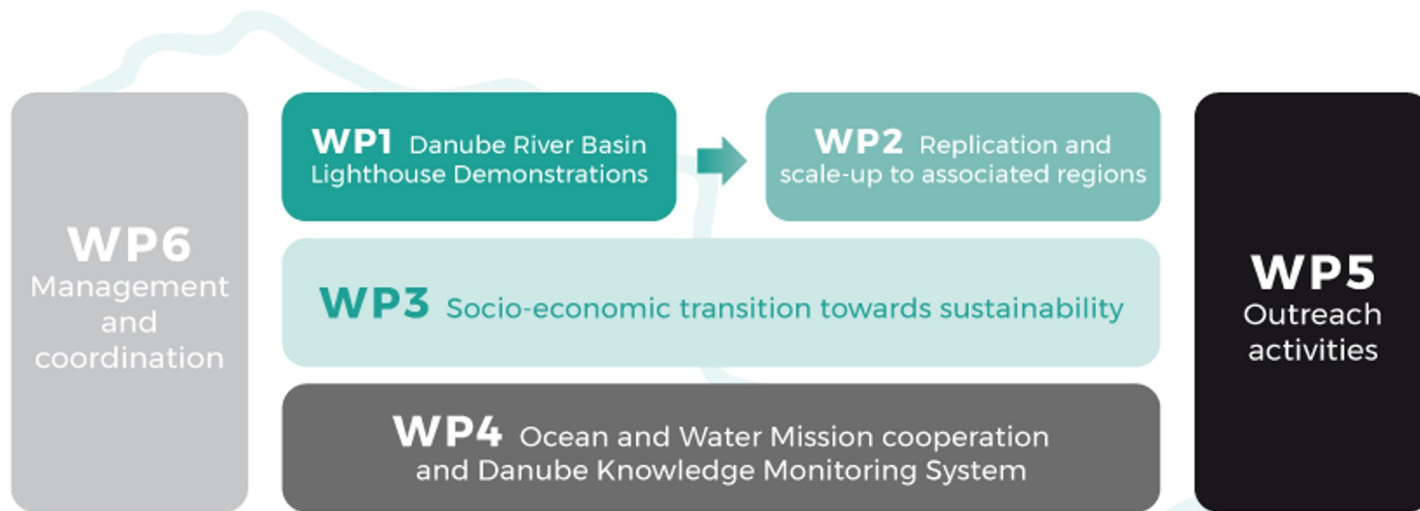 WP6
Management
and
coordination
WP1 Danube River Basin
Lighthouse Demonstrations
WP2 Replication and
scale-up to associated regions
WP3 Socio-economic transition towards sustainability
WP4 Ocean and Water Mission cooperation
and Danube Knowledge Monitoring System
WP5
Outreach
activities